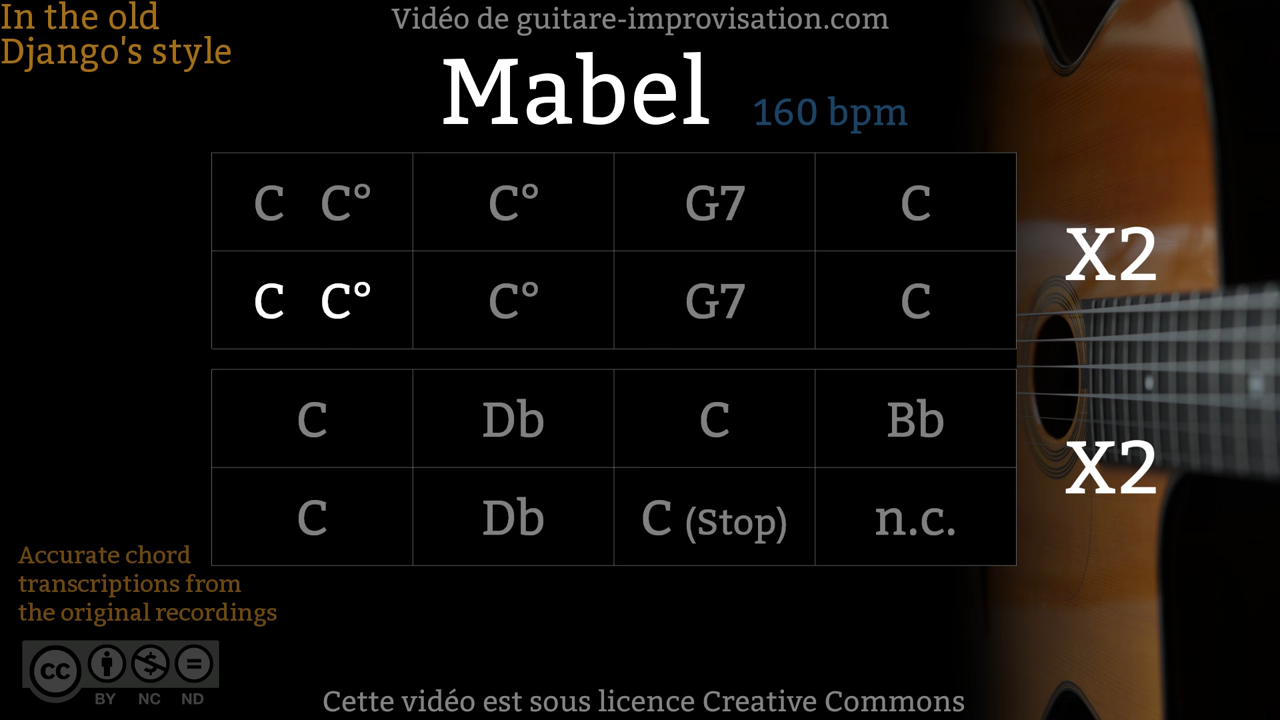 In the old
Django's style
Vidéo de guitare-improvisation.com
Mabel 160 bpm
C C° C° G7 C
X2
C C° C° G7 C
C Db C Bb
X2
C Db C (Stop) n.c.
Accurate chord
transcriptions from
the original recordings
cc
BY NC ND
Cette vidéo est sous licence Creative Commons